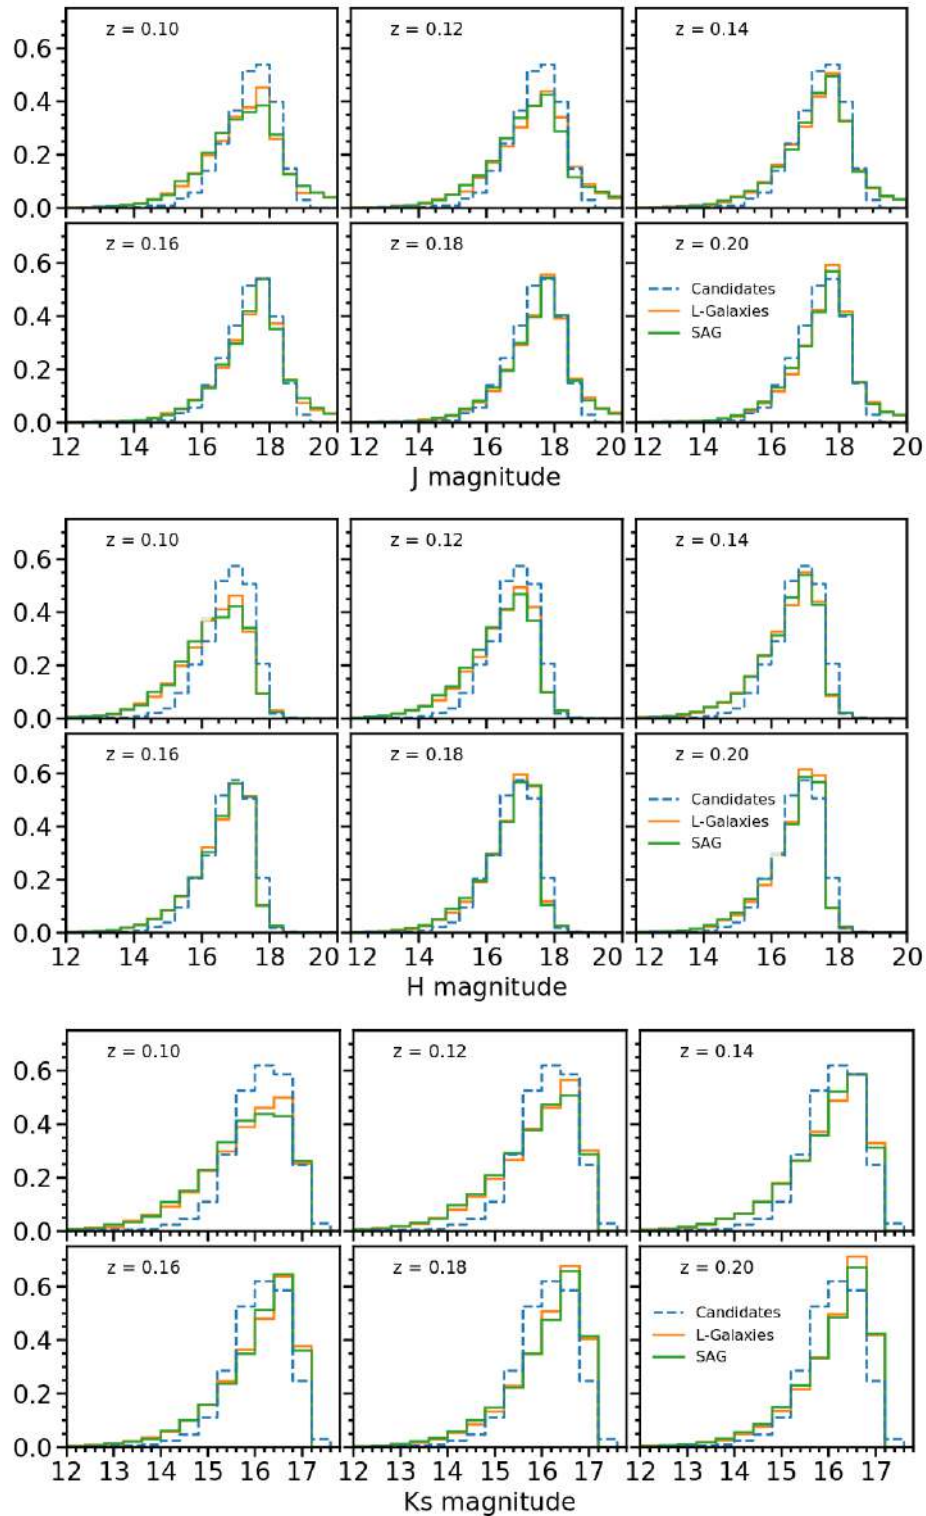 z = 0.10 z = 0.12 z = 0.14
0.6
0.4
0.2
0.0
z = 0.16 z = 0.18 z = 0.20
0.6
0.4
0.2
0.0
Candidates
L-Galaxies
SAG
12 14 16 18 20 14 16 18 14 16 18 20
J magnitude
z = 0.10 z = 0.12 z = 0.14
0.6
0.4
0.2
0.0
z = 0.16 z = 0.18 z = 0.20
0.6
0.4
0.2
0.0
Candidates
L-Galaxies
SAG
12 14 16 18 20 14 16 18 20 14 16 18 20
H magnitude
z = 0.10 z = 0.12 z = 0.14
0.6
0.4
0.2
0.0
z = 0.16 z = 0.18 z = 0.20
0.6
0.4
0.2
0.0
Candidates
L-Galaxies
SAG
12 13 14 15 16 17 12 13 14 15 16 17 12 13 14 15 16 17
Ks magnitude